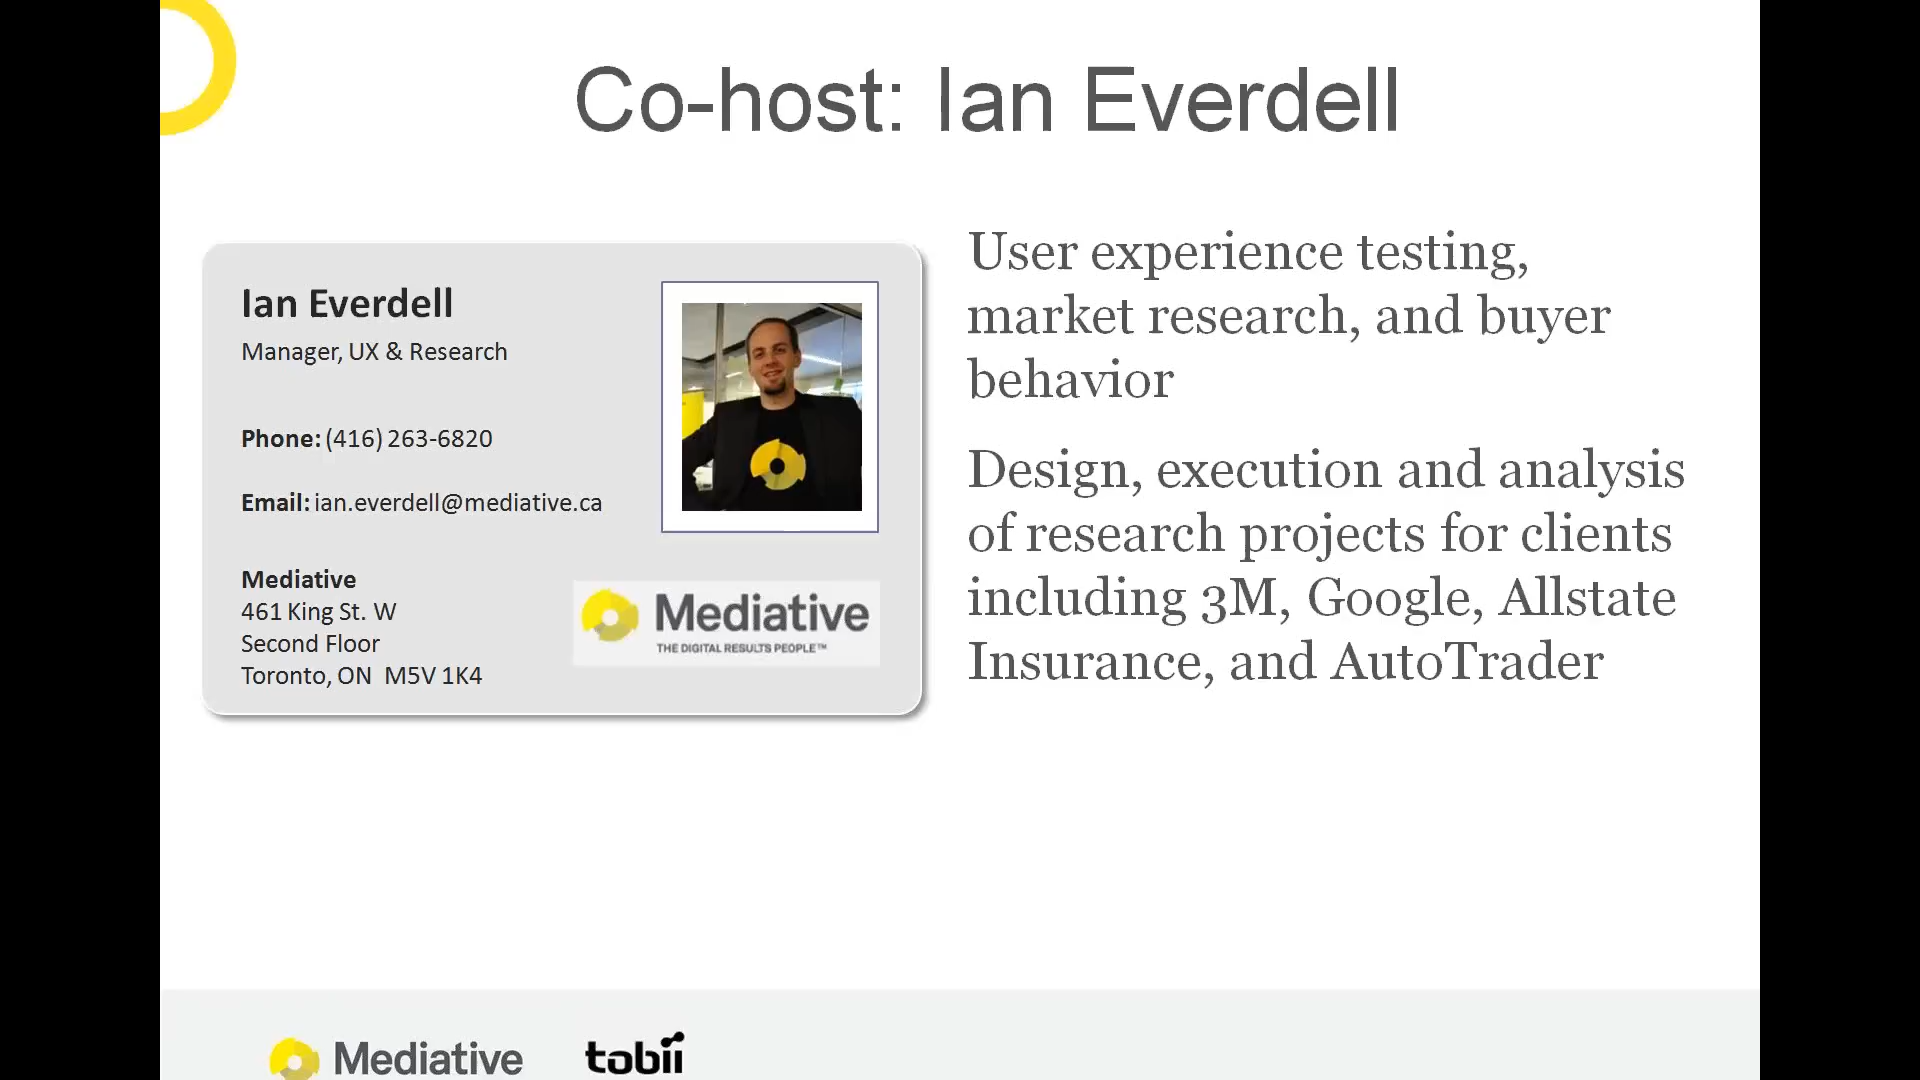 Co-host: Ian Everdell
Ian Everdell
Manager, UX & Research
Phone: (416) 263-6820
Email: ian.everdell@mediative.ca
Mediative
461 King St. W
Second Floor
Toronto, ON  M5V 1K4
Mediative
THE DIGITAL RESULTS PEOPLE™
User experience testing,
market research, and buyer
behavior
Design, execution and analysis
of research projects for clients
including 3M, Google, Allstate
Insurance, and AutoTrader
Mediative
tobii